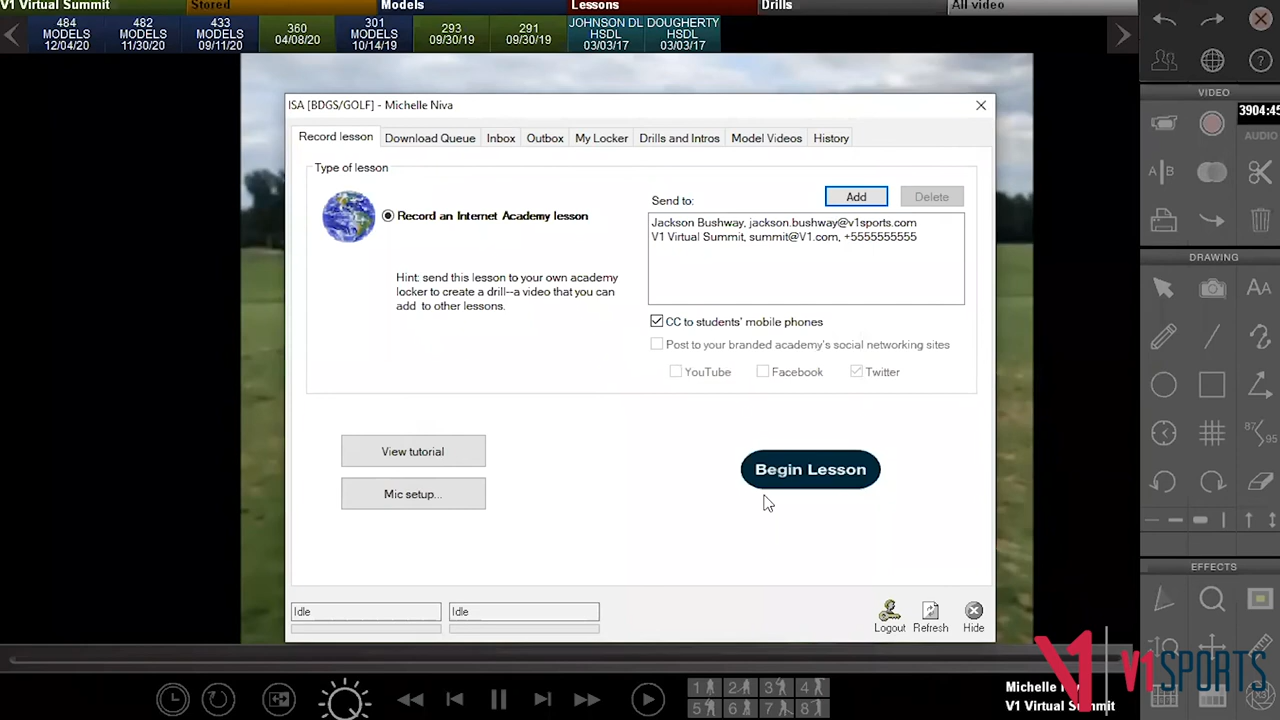 V1 Virtual Summit
Stored
Models
Lessons
Drills
All video
484
MODELS
12/04/20
482
MODELS
11/30/20
433
MODELS
09/11/20
360
04/08/20
301
MODELS
10/14/19
293
09/30/19
291
09/30/19
JOHNSON DL
HSDL
03/03/17
DOUGHERTY
HSDL
03/03/17
VIDEO
3904:45
AUDIO
A|B
DRAWING
AA
87
95
EFFECTS
ISA [BDGS/GOLF] - Michelle Niva
Record lesson
Download Queue
Inbox
Outbox
My Locker
Drills and Intros
Model Videos
History
Type of lesson
Record an Internet Academy lesson
Hint: send this lesson to your own academy
locker to create a drill--a video that you can
add to other lessons.
Send to:
Add
Delete
Jackson Bushway, jackson.bushway@v1sports.com
V1 Virtual Summit, summit@V1.com, +5555555555
CC to students' mobile phones
Post to your branded academy's social networking sites
YouTube
Facebook
Twitter
View tutorial
Mic setup...
Begin Lesson
Idle
Idle
Logout
Refresh
Hide
1 2 3 4
5 6 7 8
Michelle
V1 Virtual Summit
V1 V1SPORTS